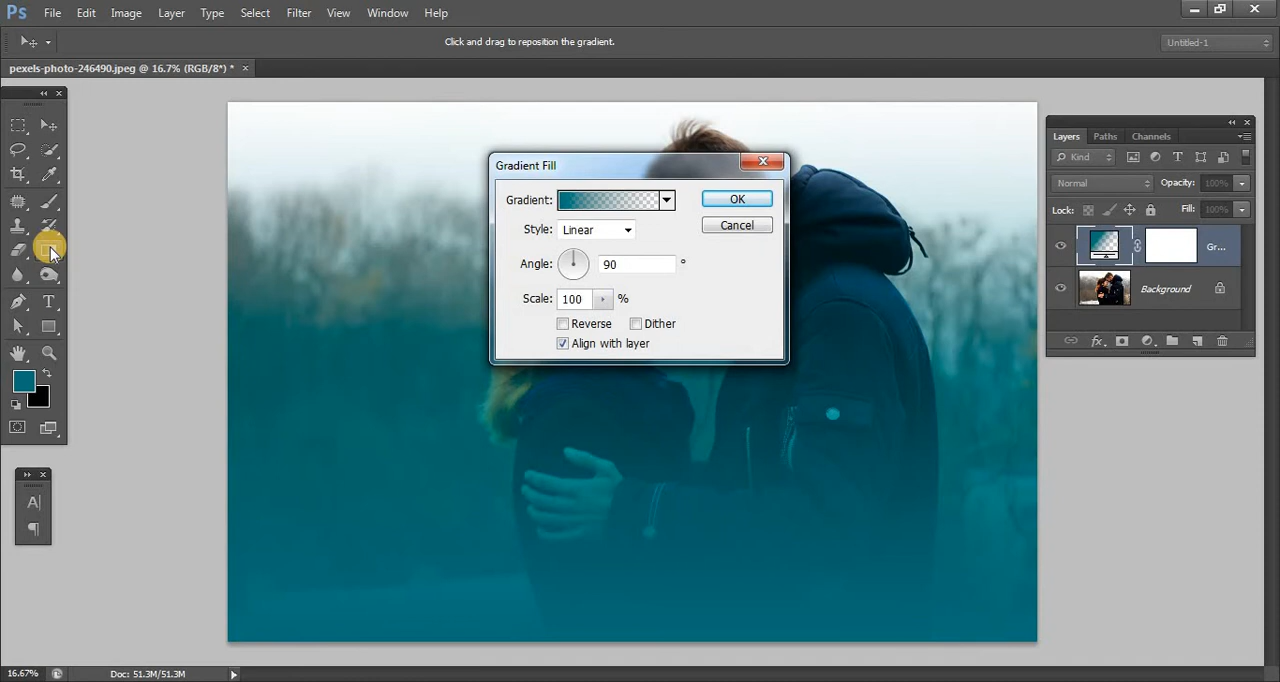 Ps File Edit Image Layer Type Select Filter View Window Help
Click and drag to reposition the gradient.
Untitled-1
pexels-photo-246490.jpeg @ 16.7% (RGB/8*) * ×
Layers Paths Channels
Kind
Normal Opacity: 100%
Lock: Fill: 100%
Gr...
Background
Gradient Fill
Gradient:
OK
Style: Linear
Cancel
Angle: 90 °
Scale: 100 %
Reverse Dither
Align with layer
T
A
¶
fx
16.67% Doc: 51.3M/51.3M